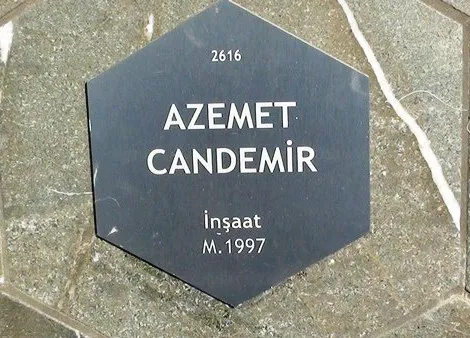 2616
AZEMET
CANDEMİR
İnşaat
M.1997